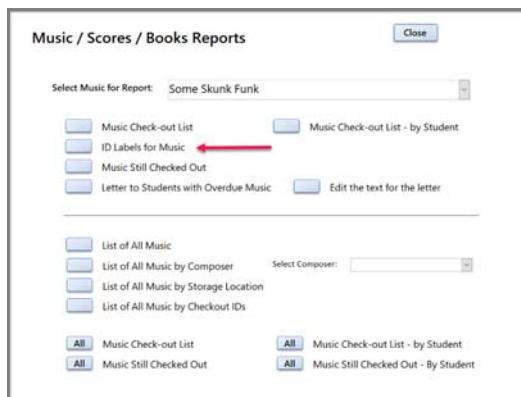 Music / Scores / Books Reports Close
Select Music for Report: Some Skunk Funk
Music Check-out List Music Check-out List - by Student
ID Labels for Music
Music Still Checked Out
Letter to Students with Overdue Music Edit the text for the letter
List of All Music
List of All Music by Composer Select Composer:
List of All Music by Storage Location
List of All Music by Checkout IDs
All Music Check-out List All Music Check-out List - by Student
All Music Still Checked Out All Music Still Checked Out - By Student